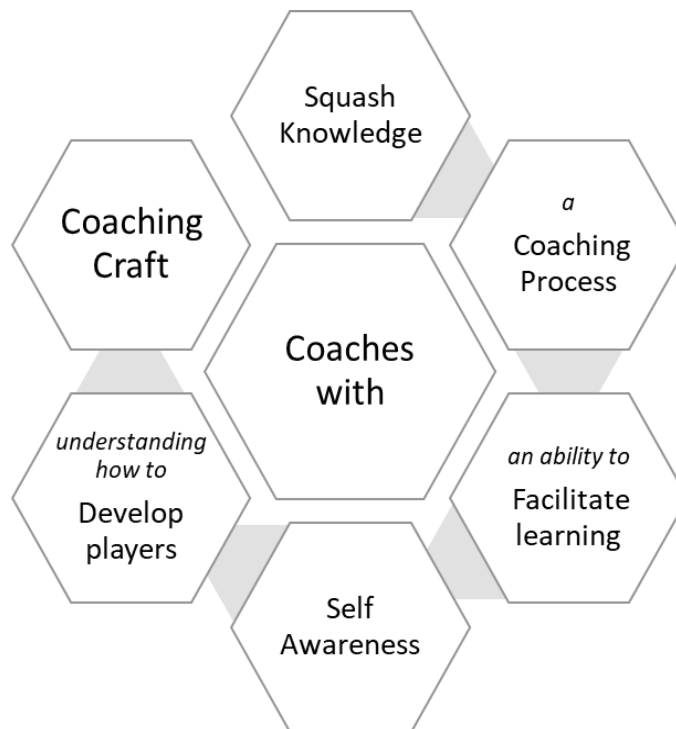 Squash
Knowledge
a
Coaching
Process
an ability to
Facilitate
learning
Self
Awareness
understanding
how to
Develop
players
Coaching
Craft
Coaches
with